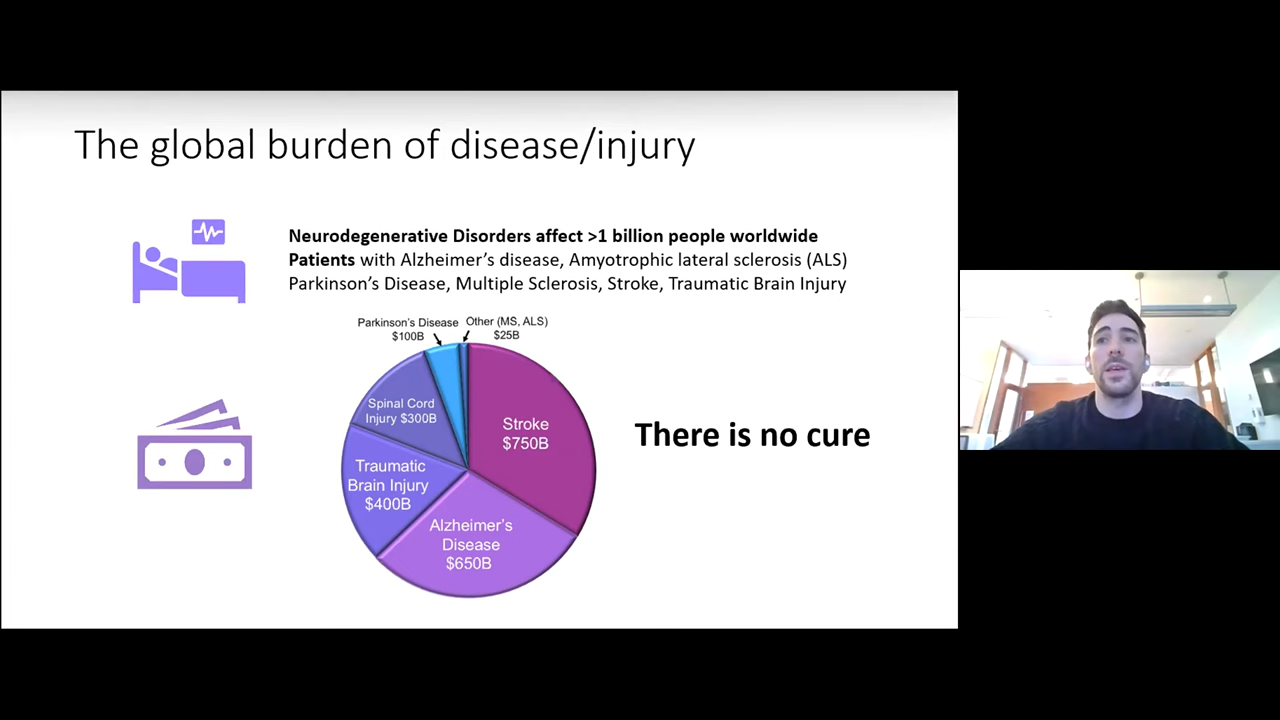 The global burden of disease/injury
Neurodegenerative Disorders affect >1 billion people worldwide
Patients with Alzheimer’s disease, Amyotrophic lateral sclerosis (ALS)
Parkinson’s Disease, Multiple Sclerosis, Stroke, Traumatic Brain Injury
Parkinson’s Disease
$100B
Other (MS, ALS)
$25B
Spinal Cord
Injury $300B
Stroke
$750B
Traumatic
Brain Injury
$400B
Alzheimer’s
Disease
$650B
There is no cure